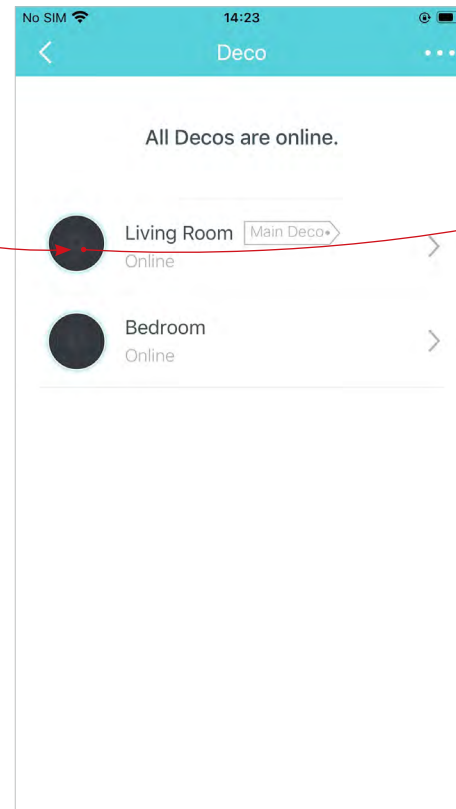 No SIM 14:23
Deco
All Decos are online.
Living Room Main Deco
Online
Bedroom
Online